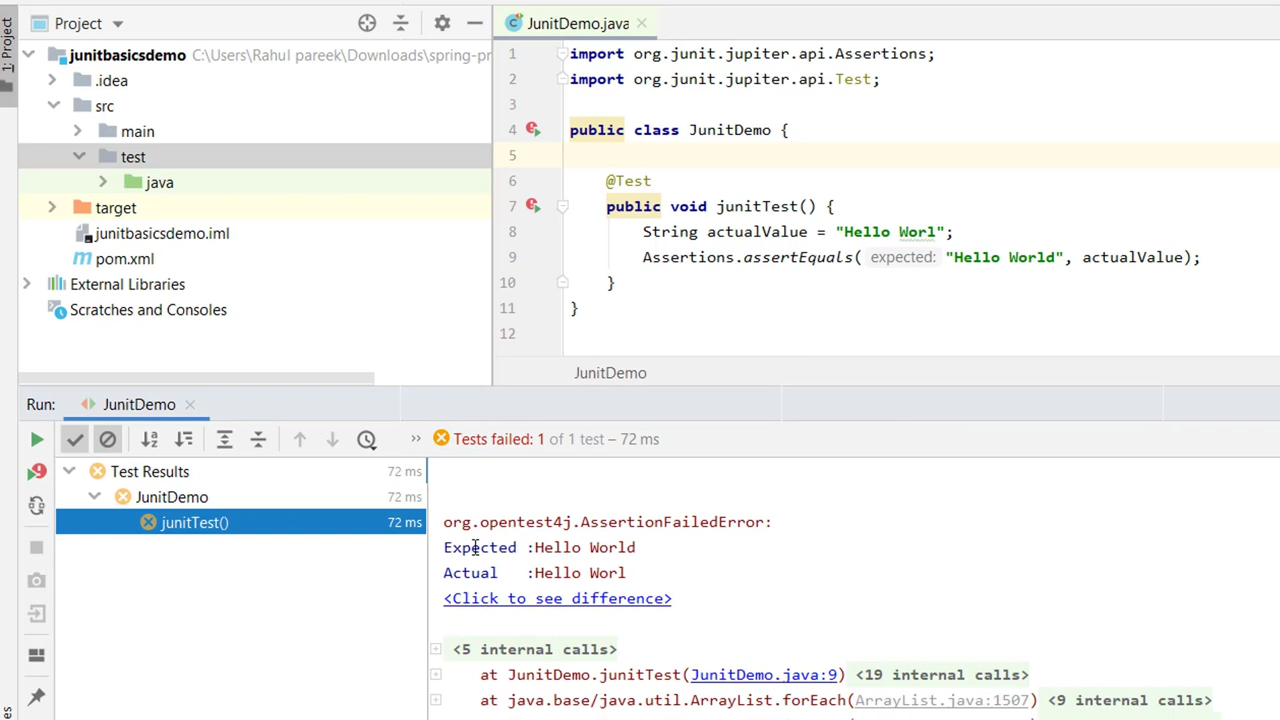 1: Project
Project
junitbasicsdemo C:\Users\Rahul pareek\Downloads\spring-pr
.idea
src
main
test
java
target
junitbasicsdemo.iml
pom.xml
External Libraries
Scratches and Consoles
JunitDemo.java
1 import org.junit.jupiter.api.Assertions;
2 import org.junit.jupiter.api.Test;
3
4 public class JunitDemo {
5
6 @Test
7 public void junitTest() {
8 String actualValue = "Hello Worl";
9 Assertions.assertEquals( expected: "Hello World", actualValue);
10 }
11 }
12
JunitDemo
Run: JunitDemo
Tests failed: 1 of 1 test – 72 ms
Test Results 72 ms
JunitDemo 72 ms
junitTest() 72 ms
org.opentest4j.AssertionFailedError:
Expected :Hello World
Actual :Hello Worl
<Click to see difference>
<5 internal calls>
at JunitDemo.junitTest(JunitDemo.java:9) <19 internal calls>
at java.base/java.util.ArrayList.forEach(ArrayList.java:1507) <9 internal calls>